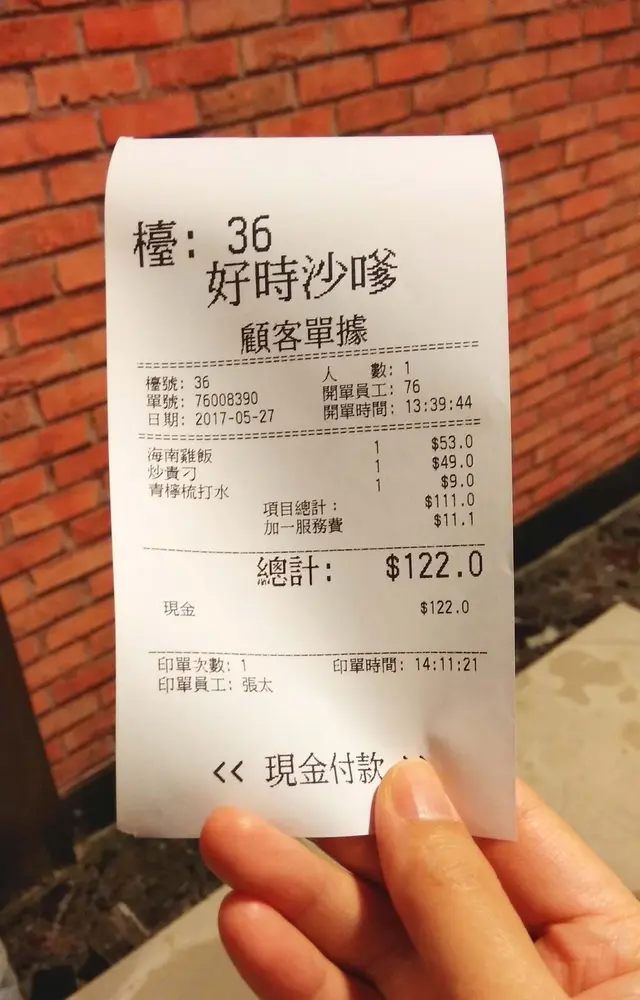 檯: 36
好時沙嗲
顧客單據
檯號: 36 人 數: 1
單號: 76008390 開單員工: 76
日期: 2017-05-27 開單時間: 13:39:44
海南雞飯 1 $53.0
炒貴刁 1 $49.0
青檸梳打水 1 $9.0
項目總計: $111.0
加一服務費 $11.1
總計: $122.0
現金 $122.0
印單次數: 1 印單時間: 14:11:21
印單員工: 張太
<< 現金付款